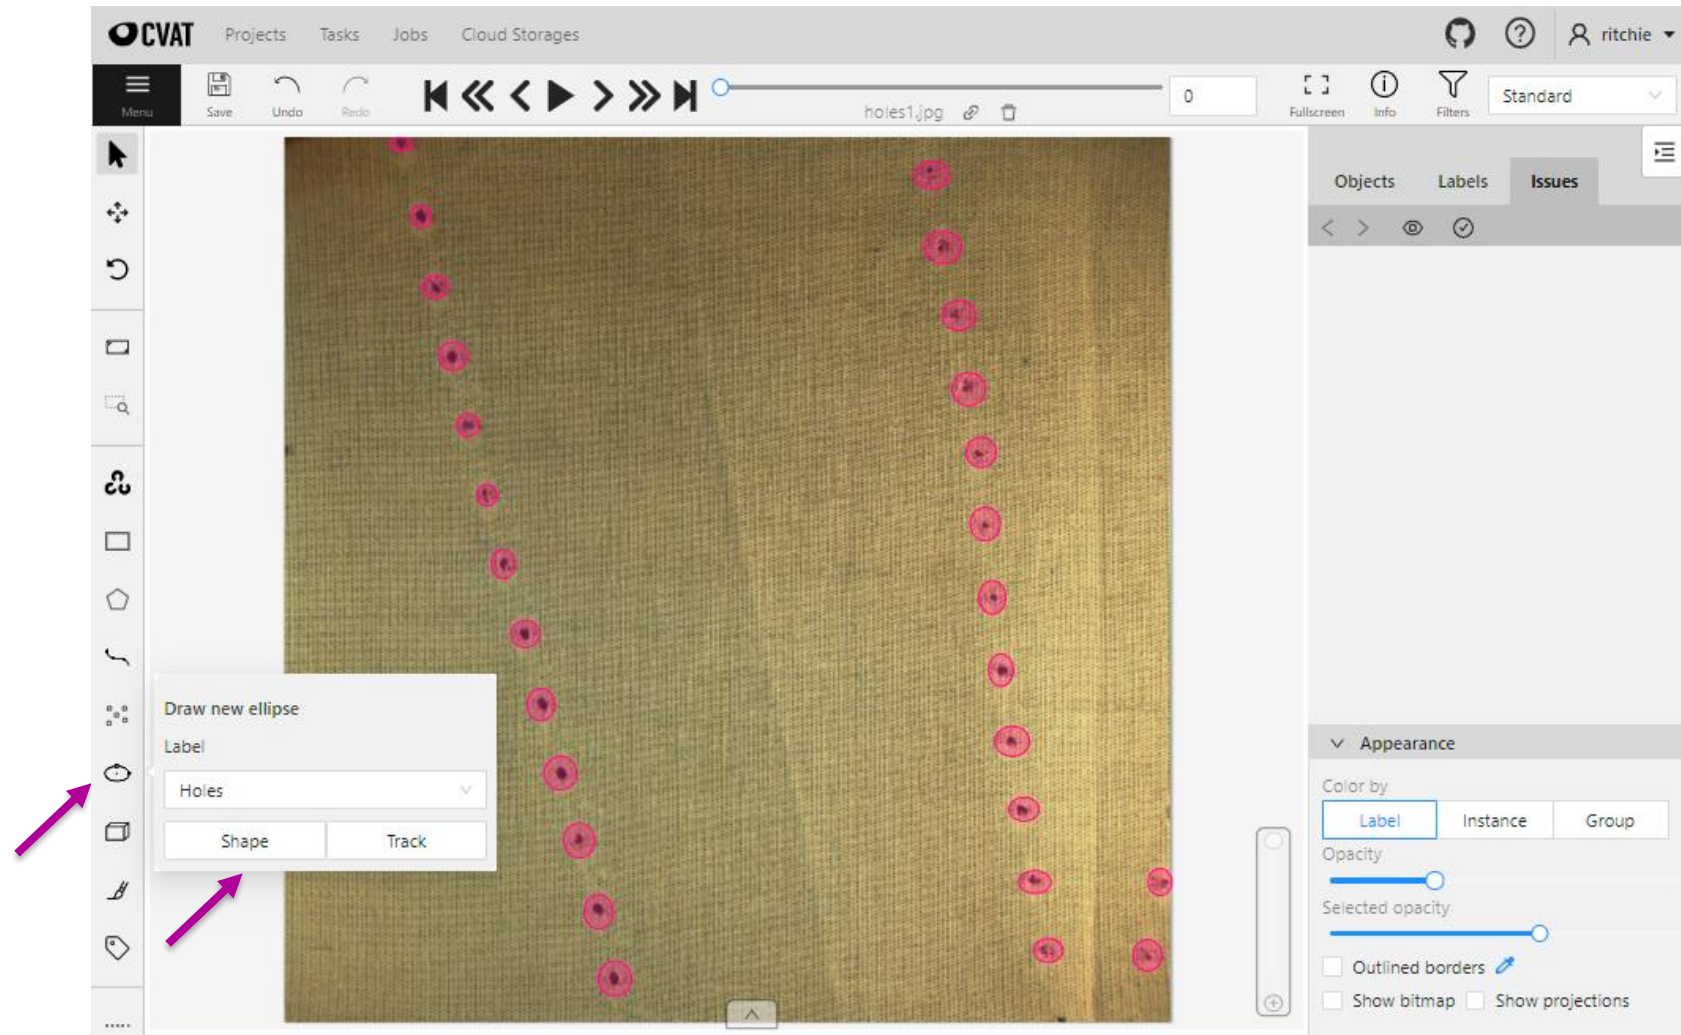 CVAT Projects Tasks Jobs Cloud Storages ritchie
Menu Save Undo Redo holes1.jpg 0 Fullscreen Info Filters Standard
Objects Labels Issues
Draw new ellipse
Label
Holes
Shape Track
Appearance
Color by
Label Instance Group
Opacity
Selected opacity
Outlined borders
Show bitmap Show projections